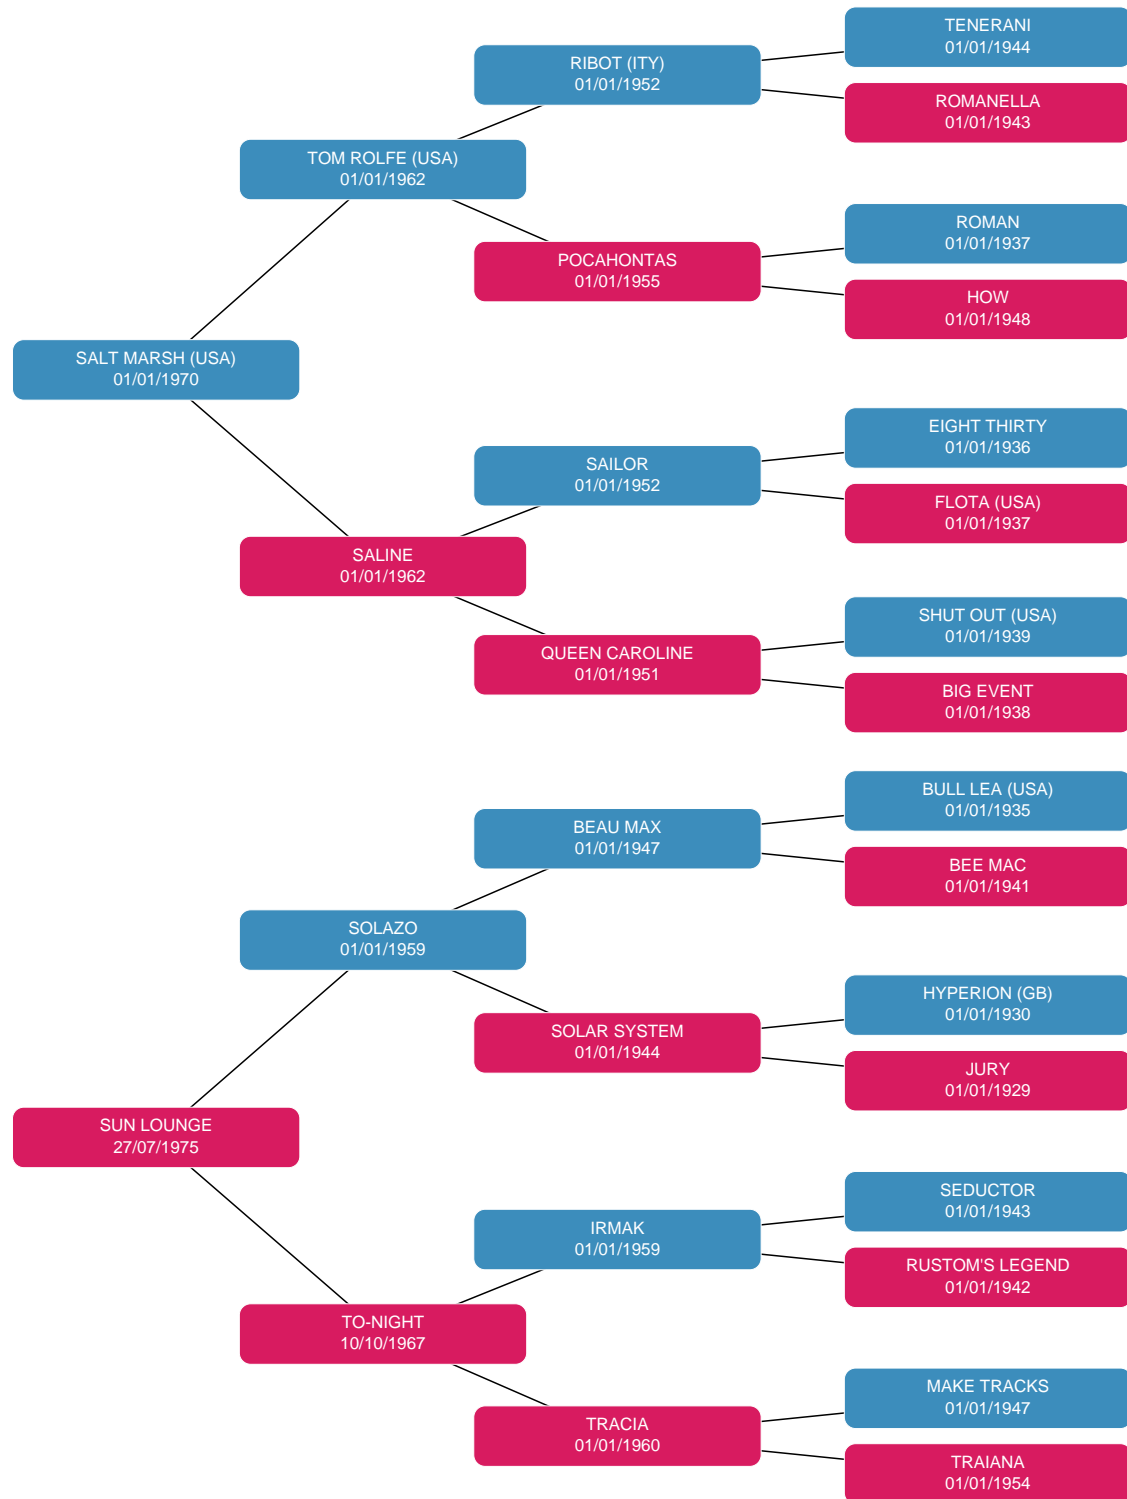 TENERANI
01/01/1944
RIBOT (ITY)
01/01/1952
ROMANELLA
01/01/1943
TOM ROLFE (USA)
01/01/1962
ROMAN
01/01/1937
POCAHONTAS
01/01/1955
HOW
01/01/1948
SALT MARSH (USA)
01/01/1970
EIGHT THIRTY
01/01/1936
SAILOR
01/01/1952
FLOTA (USA)
01/01/1937
SALINE
01/01/1962
SHUT OUT (USA)
01/01/1939
QUEEN CAROLINE
01/01/1951
BIG EVENT
01/01/1938
BULL LEA (USA)
01/01/1935
BEAU MAX
01/01/1947
BEE MAC
01/01/1941
SOLAZO
01/01/1959
HYPERION (GB)
01/01/1930
SOLAR SYSTEM
01/01/1944
JURY
01/01/1929
SUN LOUNGE
27/07/1975
SEDUCTOR
01/01/1943
IRMAK
01/01/1959
RUSTOM'S LEGEND
01/01/1942
TO-NIGHT
10/10/1967
MAKE TRACKS
01/01/1947
TRACIA
01/01/1960
TRAIANA
01/01/1954